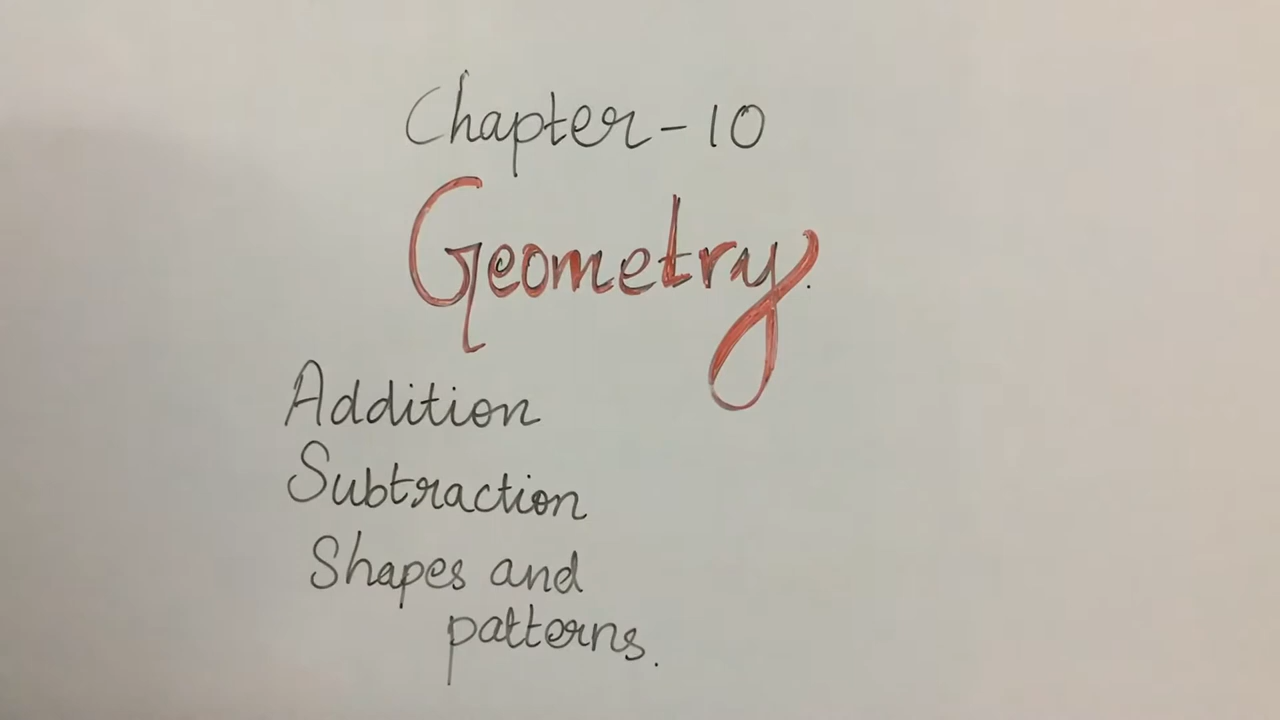 Chapter-10
Geometry.
Addition
Subtraction
Shapes and
patterns.